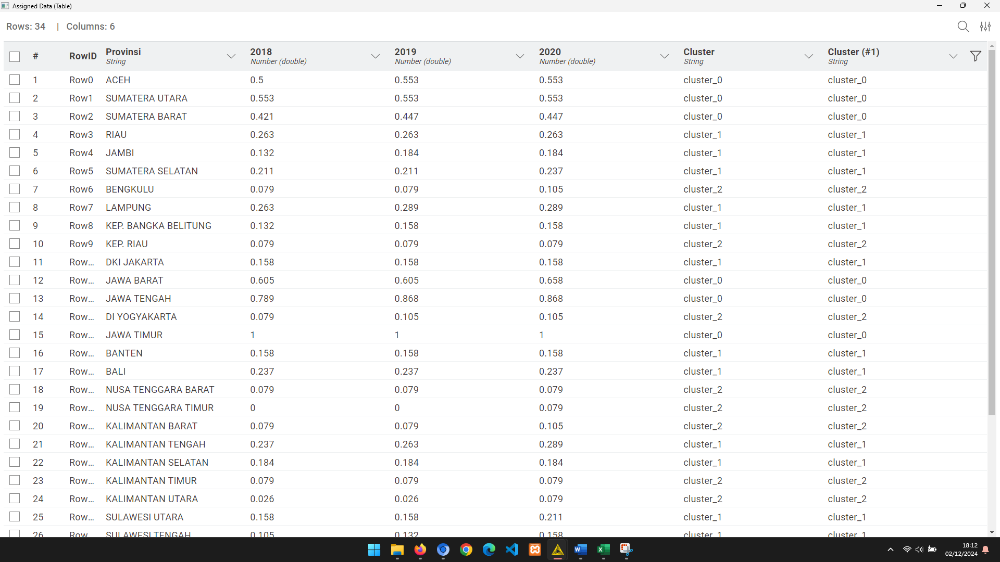 Assigned Data (Table)
Rows: 34 | Columns: 6
# RowID Provinsi 2018 2019 2020 Cluster Cluster (#1)
String Number (double) Number (double) Number (double) String String
1 Row0 ACEH 0.5 0.553 0.553 cluster_0 cluster_0
2 Row1 SUMATERA UTARA 0.553 0.553 0.553 cluster_0 cluster_0
3 Row2 SUMATERA BARAT 0.421 0.447 0.447 cluster_0 cluster_0
4 Row3 RIAU 0.263 0.263 0.263 cluster_1 cluster_1
5 Row4 JAMBI 0.132 0.184 0.184 cluster_1 cluster_1
6 Row5 SUMATERA SELATAN 0.211 0.211 0.237 cluster_1 cluster_1
7 Row6 BENGKULU 0.079 0.079 0.105 cluster_2 cluster_2
8 Row7 LAMPUNG 0.263 0.289 0.289 cluster_1 cluster_1
9 Row8 KEP. BANGKA BELITUNG 0.132 0.158 0.158 cluster_1 cluster_1
10 Row9 KEP. RIAU 0.079 0.079 0.079 cluster_2 cluster_2
11 Row... DKI JAKARTA 0.158 0.158 0.158 cluster_1 cluster_1
12 Row... JAWA BARAT 0.605 0.605 0.658 cluster_0 cluster_0
13 Row... JAWA TENGAH 0.789 0.868 0.868 cluster_0 cluster_0
14 Row... DI YOGYAKARTA 0.079 0.105 0.105 cluster_2 cluster_2
15 Row... JAWA TIMUR 1 1 1 cluster_0 cluster_0
16 Row... BANTEN 0.158 0.158 0.158 cluster_1 cluster_1
17 Row... BALI 0.237 0.237 0.237 cluster_1 cluster_1
18 Row... NUSA TENGGARA BARAT 0.079 0.079 0.079 cluster_2 cluster_2
19 Row... NUSA TENGGARA TIMUR 0 0 0.079 cluster_2 cluster_2
20 Row... KALIMANTAN BARAT 0.079 0.079 0.105 cluster_2 cluster_2
21 Row... KALIMANTAN TENGAH 0.237 0.263 0.289 cluster_1 cluster_1
22 Row... KALIMANTAN SELATAN 0.184 0.184 0.184 cluster_1 cluster_1
23 Row... KALIMANTAN TIMUR 0.079 0.079 0.079 cluster_2 cluster_2
24 Row... KALIMANTAN UTARA 0.026 0.026 0.079 cluster_2 cluster_2
25 Row... SULAWESI UTARA 0.158 0.158 0.211 cluster_1 cluster_1
26 Row... SULAWESI TENGAH 0.105 0.132 0.158 cluster_1 cluster_1
18:12
02/12/2024